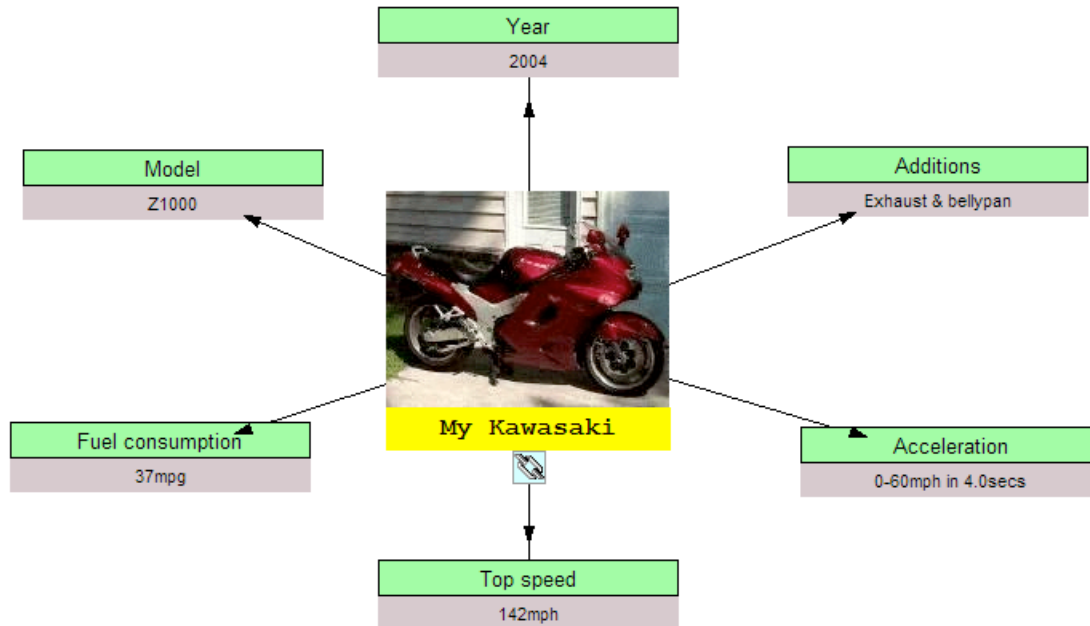 Year
2004
Model
Z1000
Additions
Exhaust & bellypan
My Kawasaki
Fuel consumption
37mpg
Acceleration
0-60mph in 4.0secs
Top speed
142mph